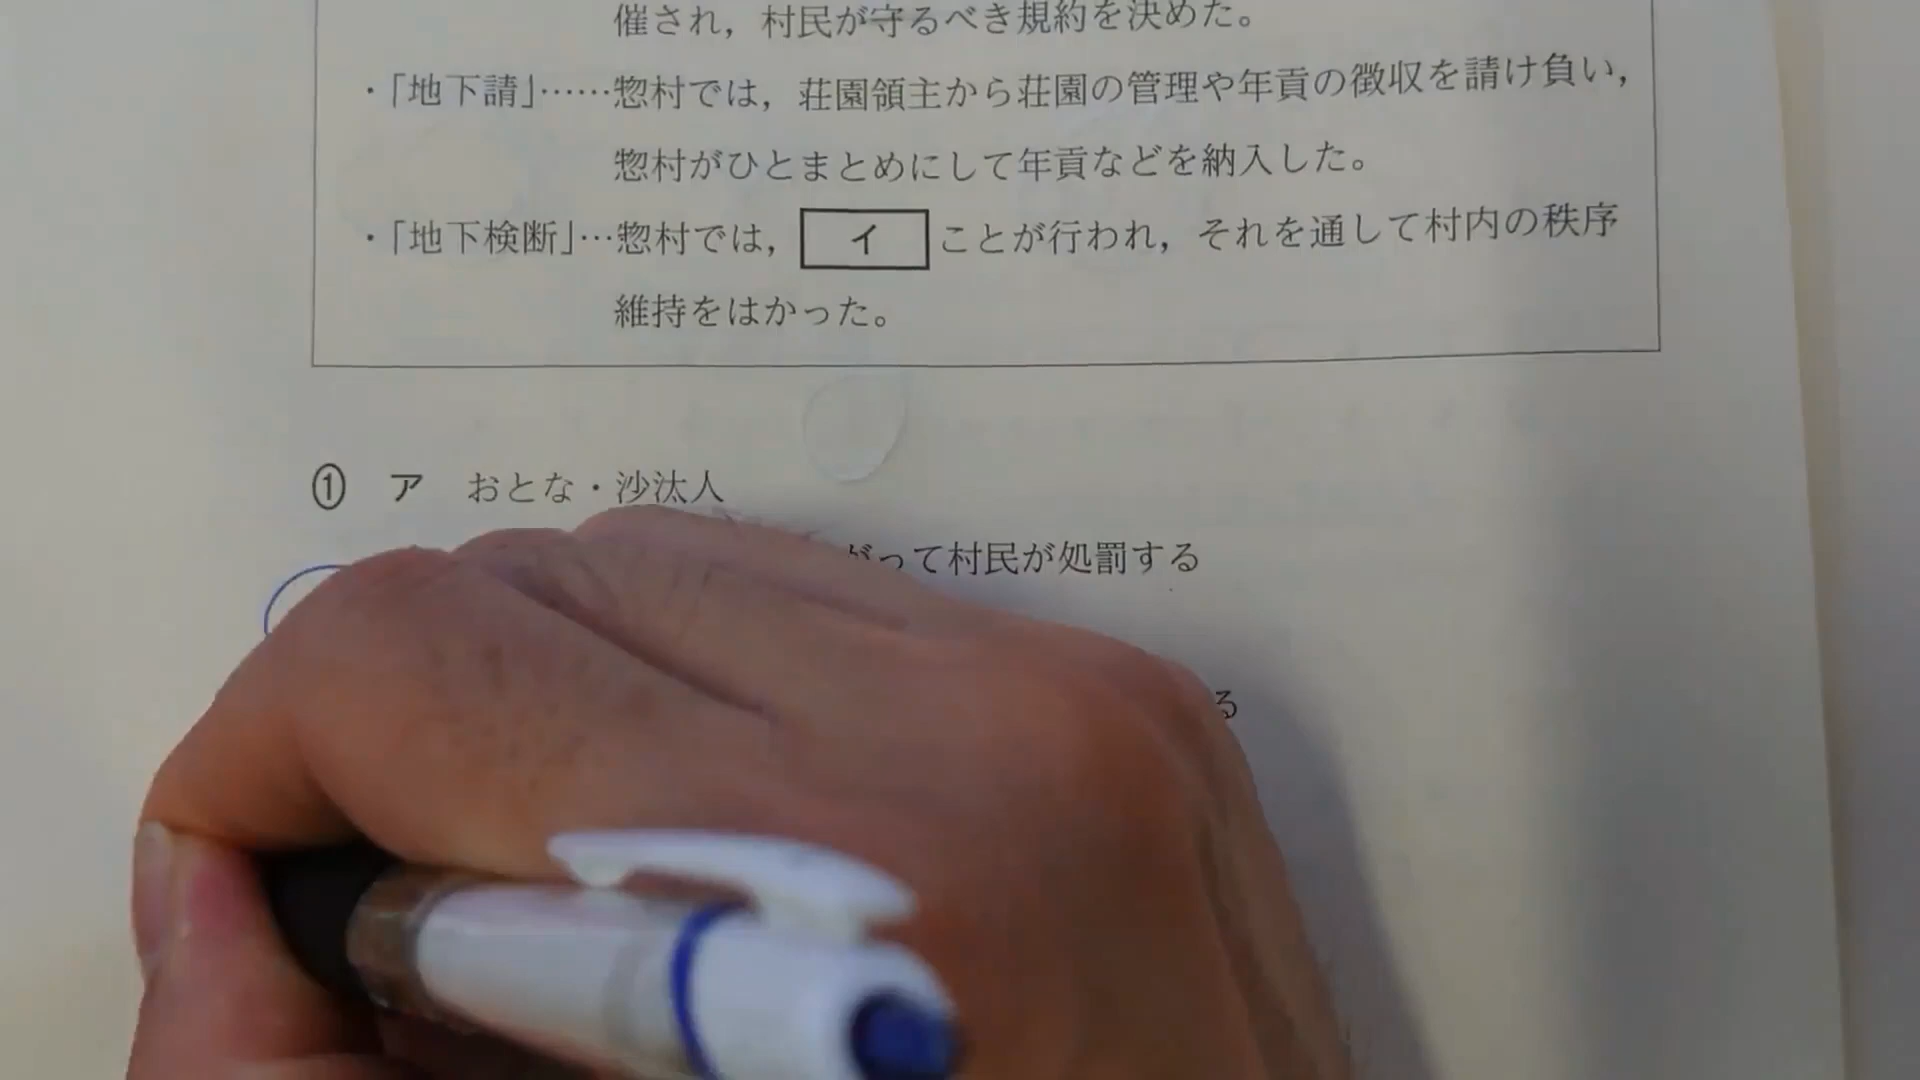 催され，村民が守るべき規約を決めた。
・「地下請」……惣村では，荘園領主から荘園の管理や年貢の徴収を請け負い，
惣村がひとまとめにして年貢などを納入した。
・「地下検断」…惣村では，イことが行われ，それを通して村内の秩序
維持をはかった。
① ア おとな・沙汰人
がって村民が処罰する
る